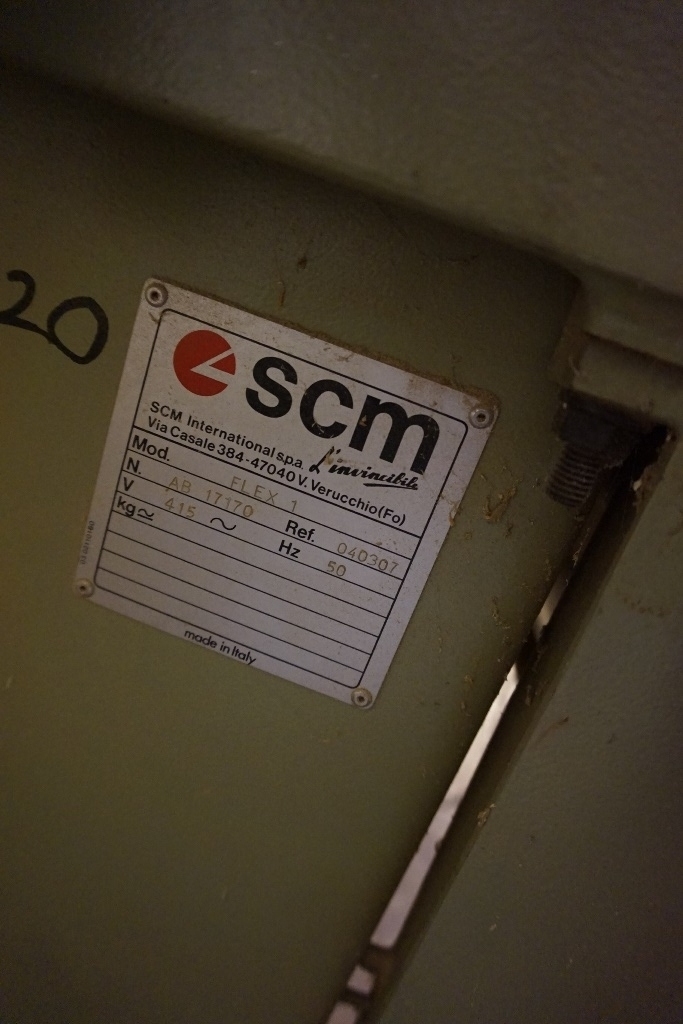 20
scm
SCM International s.p.a. L'invincibile
Via Casale 384-47040 V. Verucchio (Fo)
Mod. FLEX 1
N. AB 17170 Ref. 040307
V 415 ~ Hz 50
kg≃
made in Italy